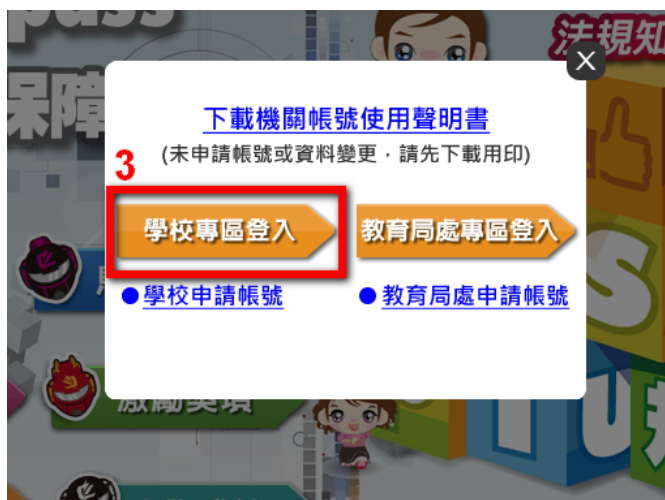 pass
法規知
X
保障
下載機關帳號使用聲明書
(未申請帳號或資料變更，請先下載用印)
3
學校專區登入
教育局處專區登入
●學校申請帳號
●教育局處申請帳號
S
激勵獎項
T
U